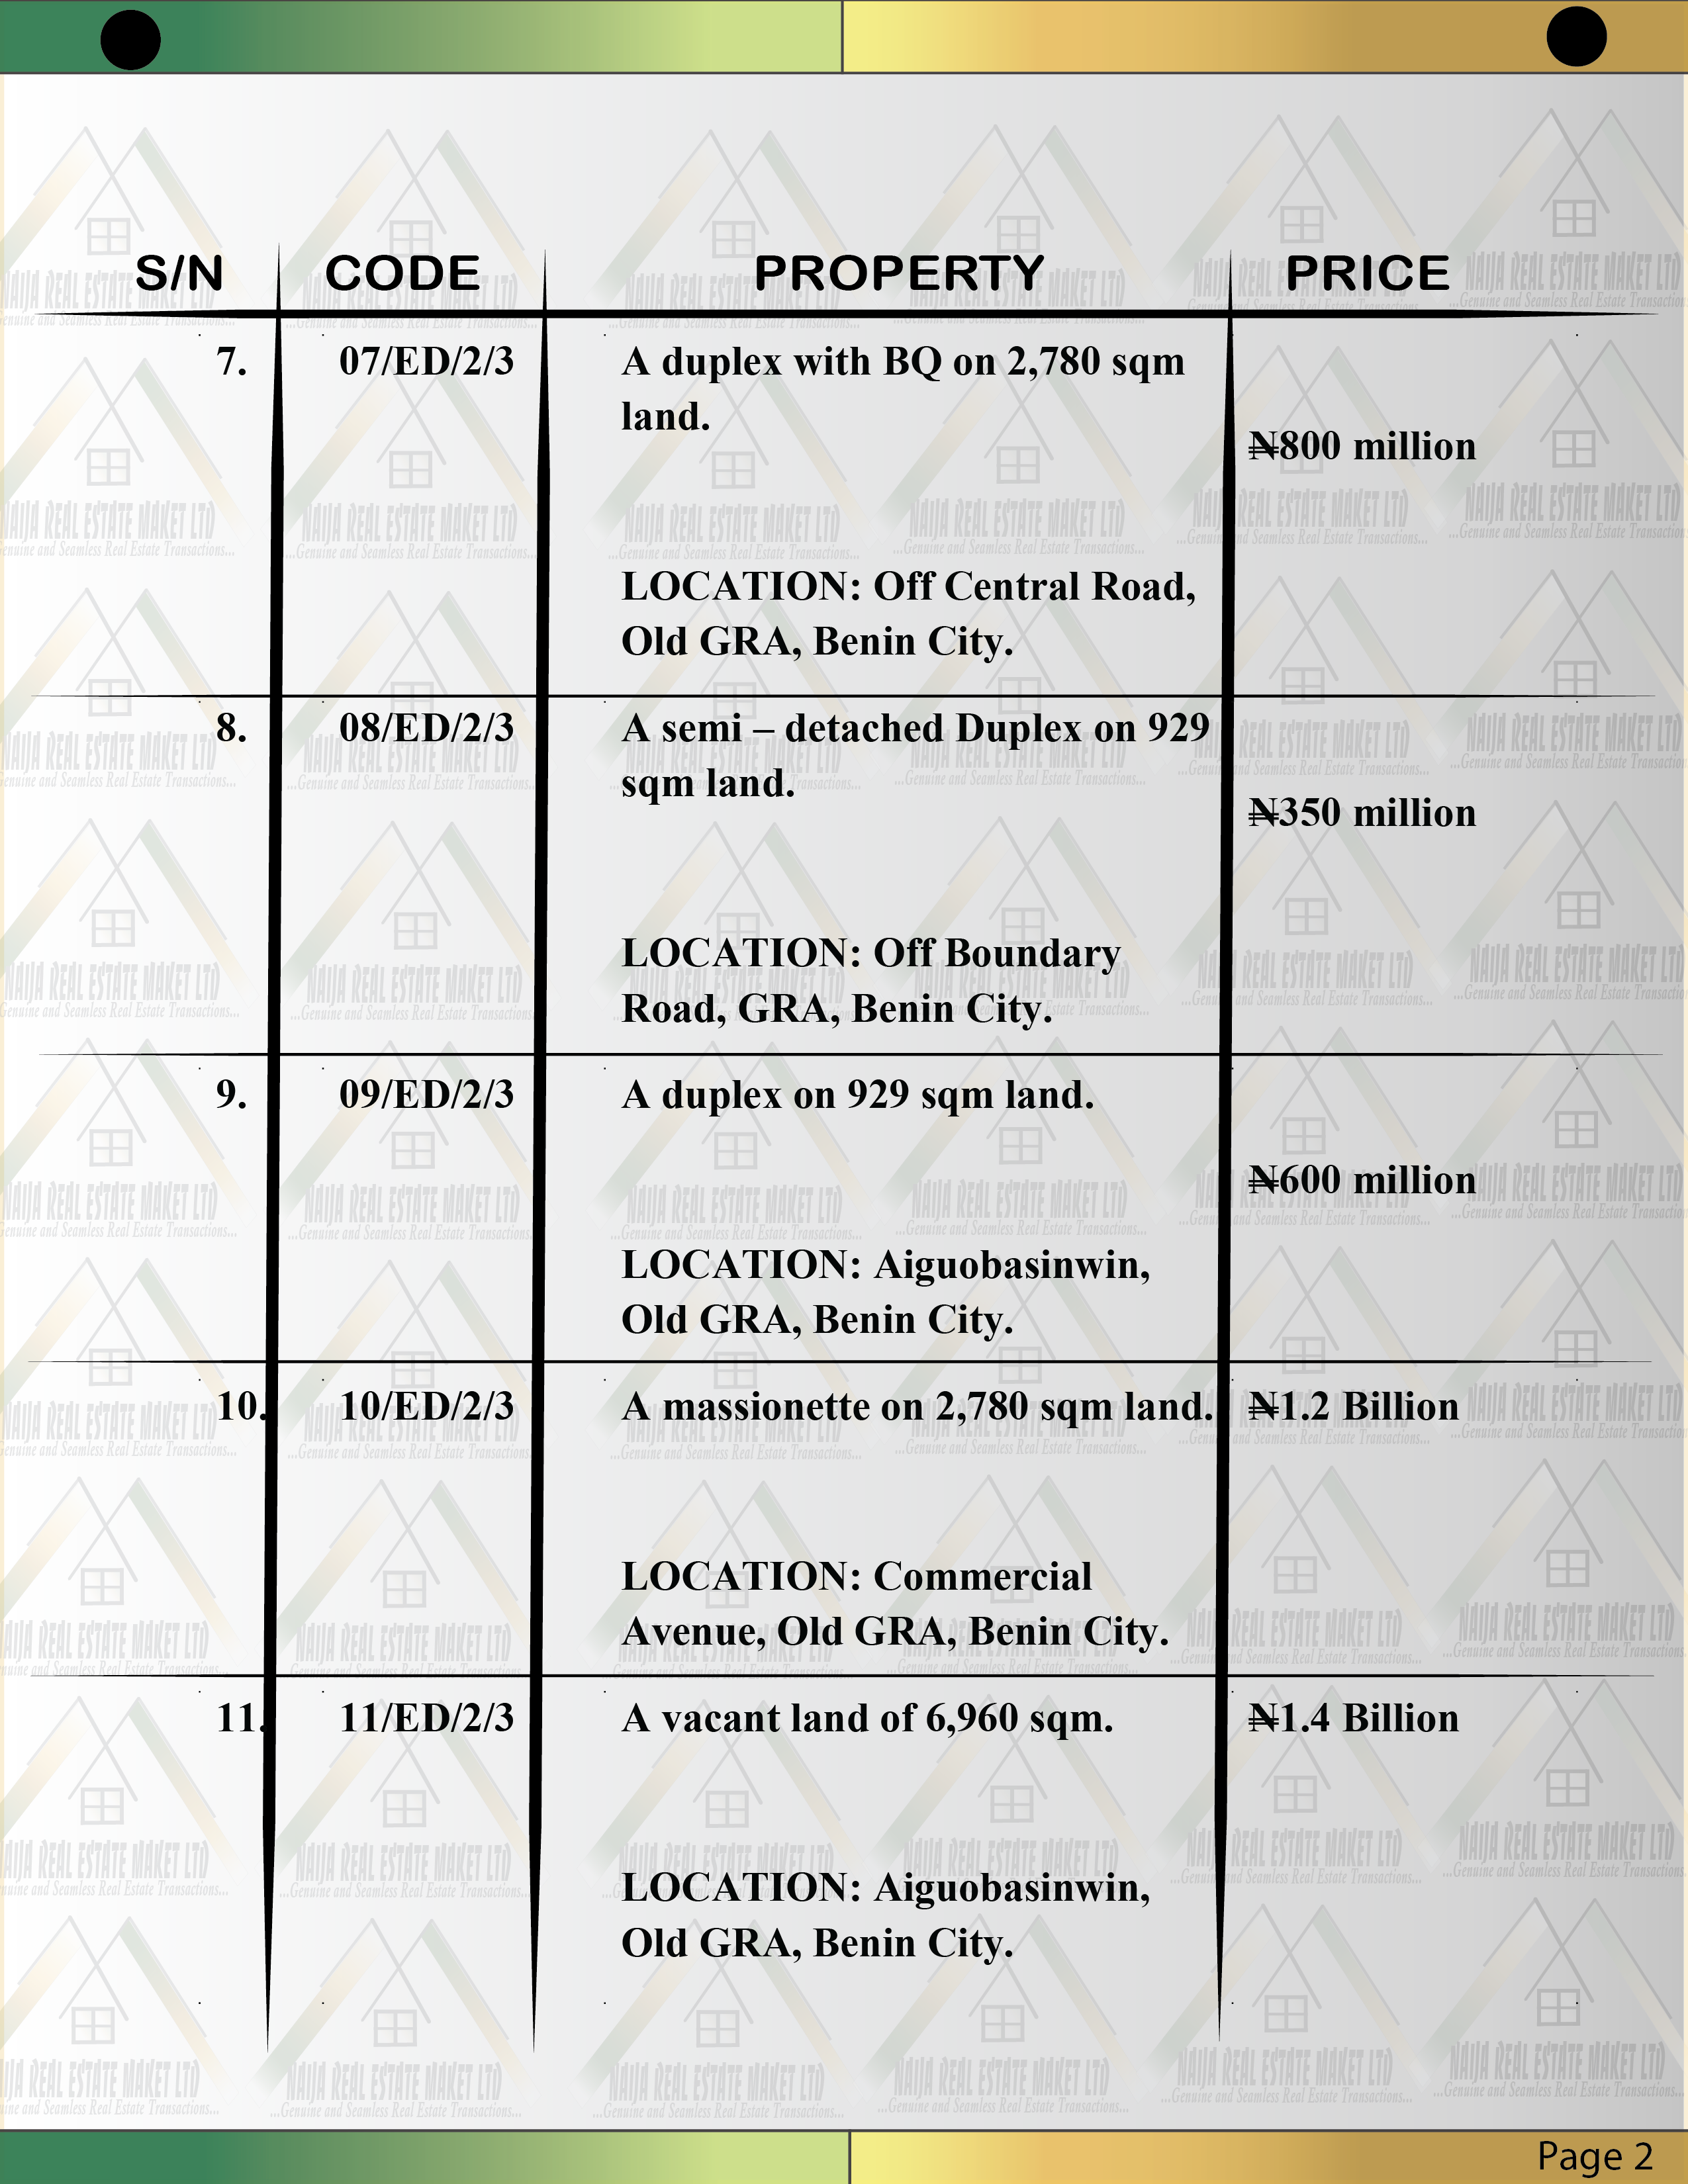 S/N CODE PROPERTY PRICE
7. 07/ED/2/3 A duplex with BQ on 2,780 sqm
land.
₦800 million
LOCATION: Off Central Road,
Old GRA, Benin City.
8. 08/ED/2/3 A semi – detached Duplex on 929
sqm land.
₦350 million
LOCATION: Off Boundary
Road, GRA, Benin City.
9. 09/ED/2/3 A duplex on 929 sqm land.
₦600 million
LOCATION: Aiguobasinwin,
Old GRA, Benin City.
10. 10/ED/2/3 A massionette on 2,780 sqm land. ₦1.2 Billion
LOCATION: Commercial
Avenue, Old GRA, Benin City.
11. 11/ED/2/3 A vacant land of 6,960 sqm. ₦1.4 Billion
LOCATION: Aiguobasinwin,
Old GRA, Benin City.
NAIJA REAL ESTATE MAKET LTD
...Genuine and Seamless Real Estate Transactions...
Page 2